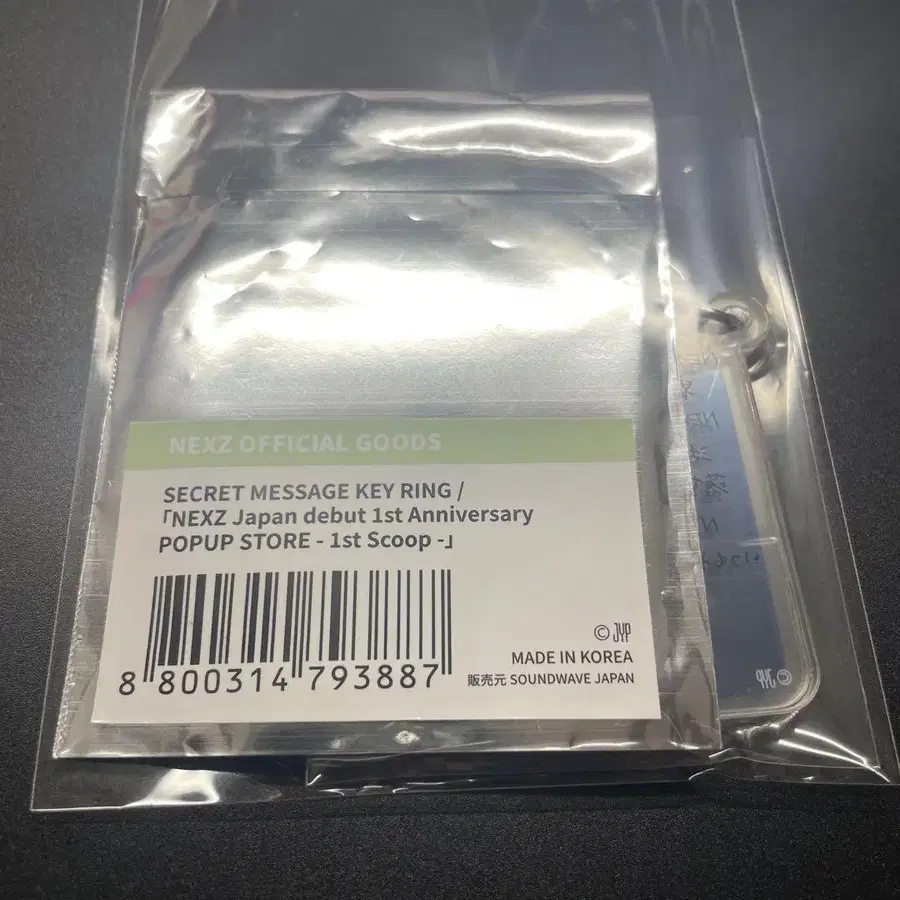 NEXZ OFFICIAL GOODS
SECRET MESSAGE KEY RING /
「NEXZ Japan debut 1st Anniversary
POPUP STORE - 1st Scoop -」
8 800314 793887
© JYP
MADE IN KOREA
販売元 SOUNDWAVE JAPAN
JYP ©